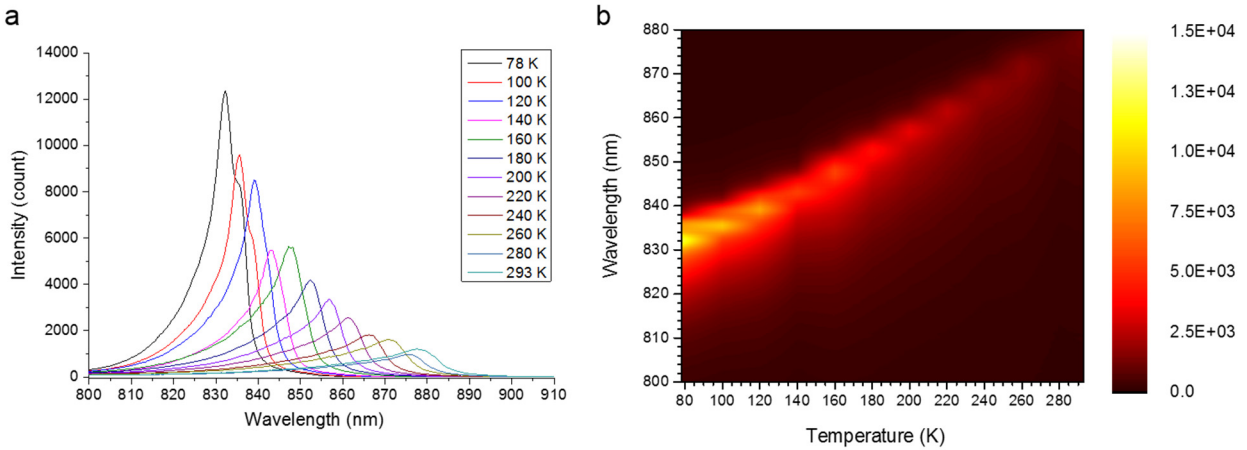 a
14000
12000
10000
8000
6000
4000
2000
0
Intensity (count)
800 810 820 830 840 850 860 870 880 890 900 910
Wavelength (nm)
78 K
100 K
120 K
140 K
160 K
180 K
200 K
220 K
240 K
260 K
280 K
293 K
b
880
870
860
850
840
830
820
810
800
Wavelength (nm)
80 100 120 140 160 180 200 220 240 260 280
Temperature (K)
1.5E+04
1.3E+04
1.0E+04
7.5E+03
5.0E+03
2.5E+03
0.0